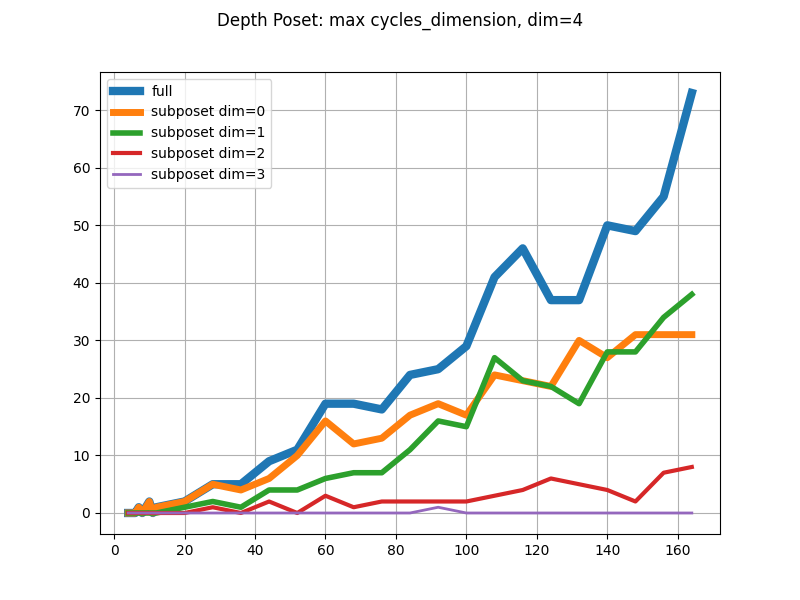 Depth Poset: max cycles_dimension, dim=4
full
subposet dim=0
subposet dim=1
subposet dim=2
subposet dim=3
70
60
50
40
30
20
10
0
0 20 40 60 80 100 120 140 160